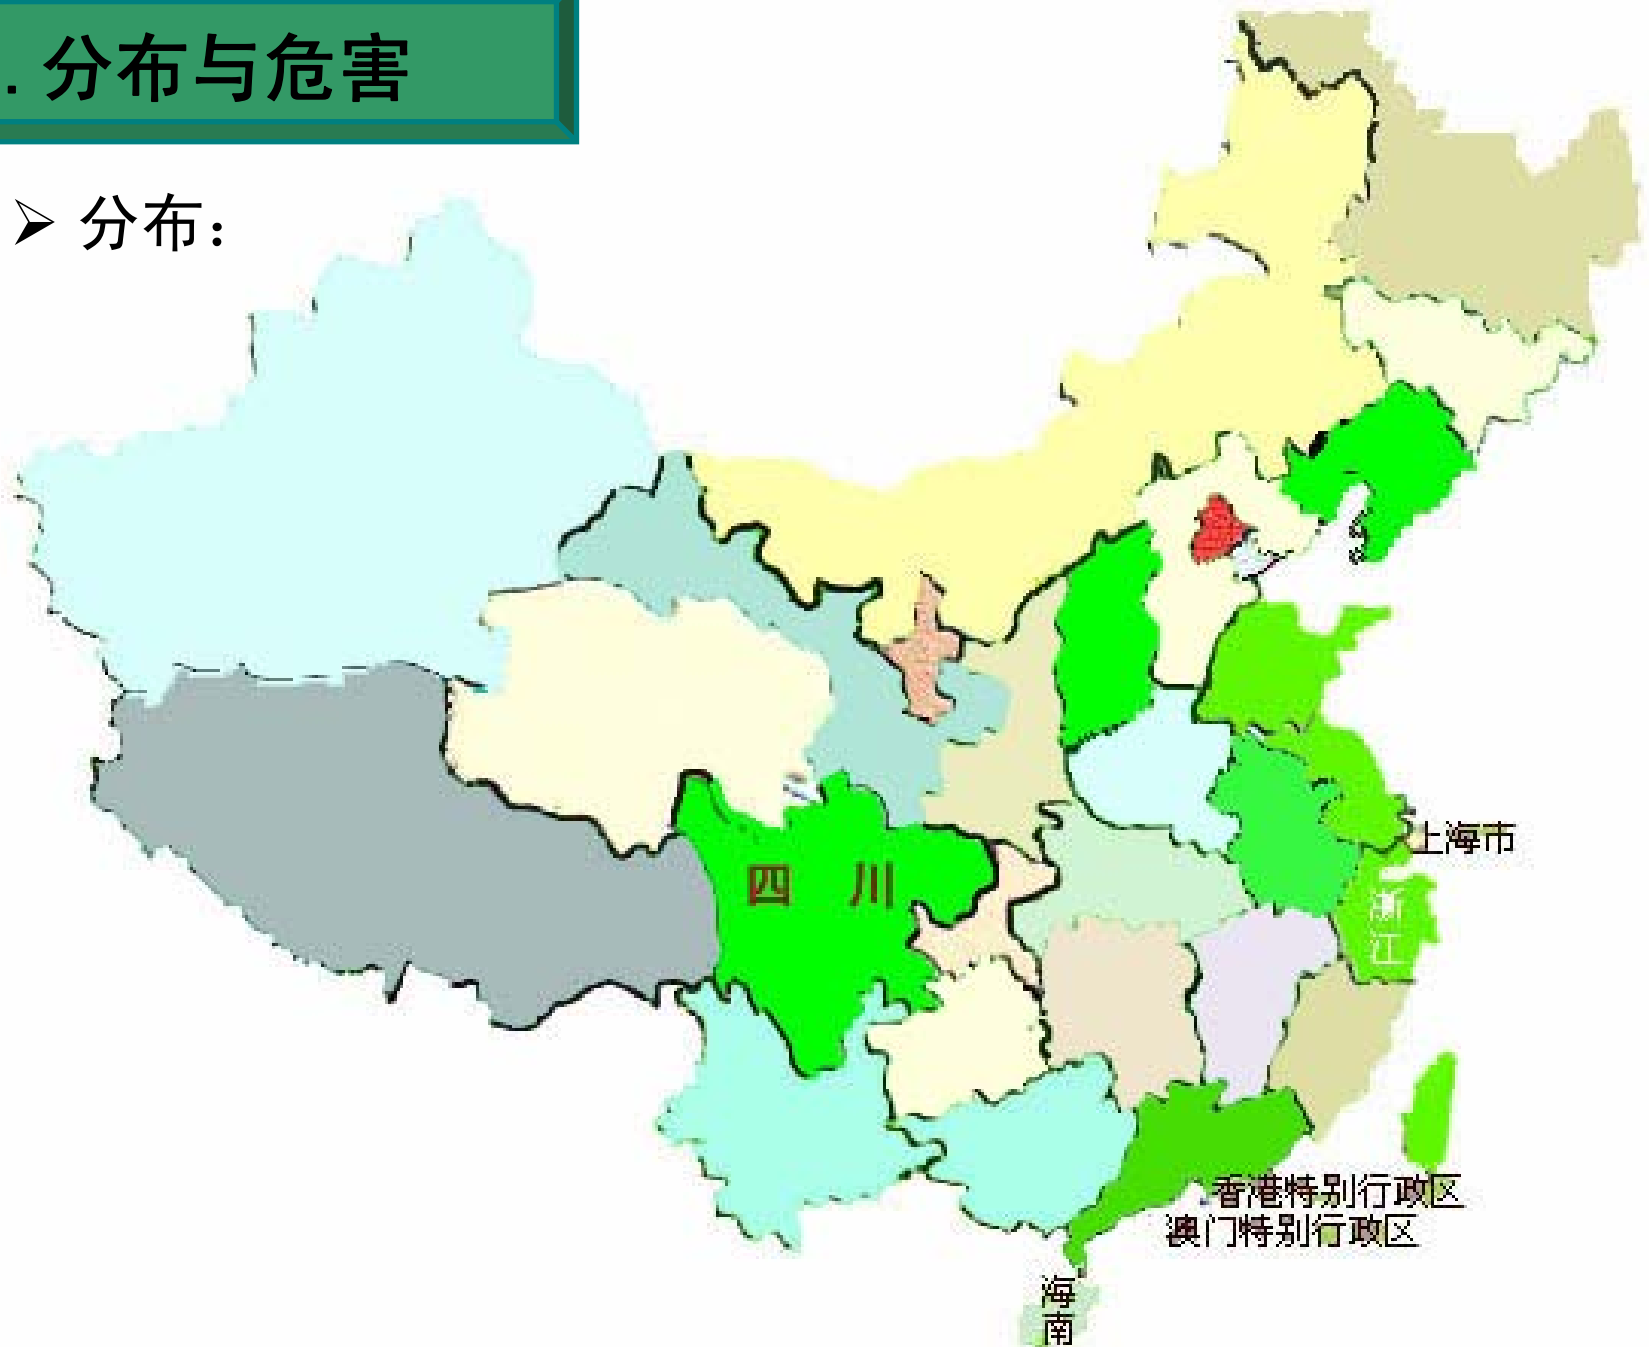 . 分布与危害
➢ 分布：
四 川
上海市
浙
江
香港特别行政区
澳门特别行政区
海
南